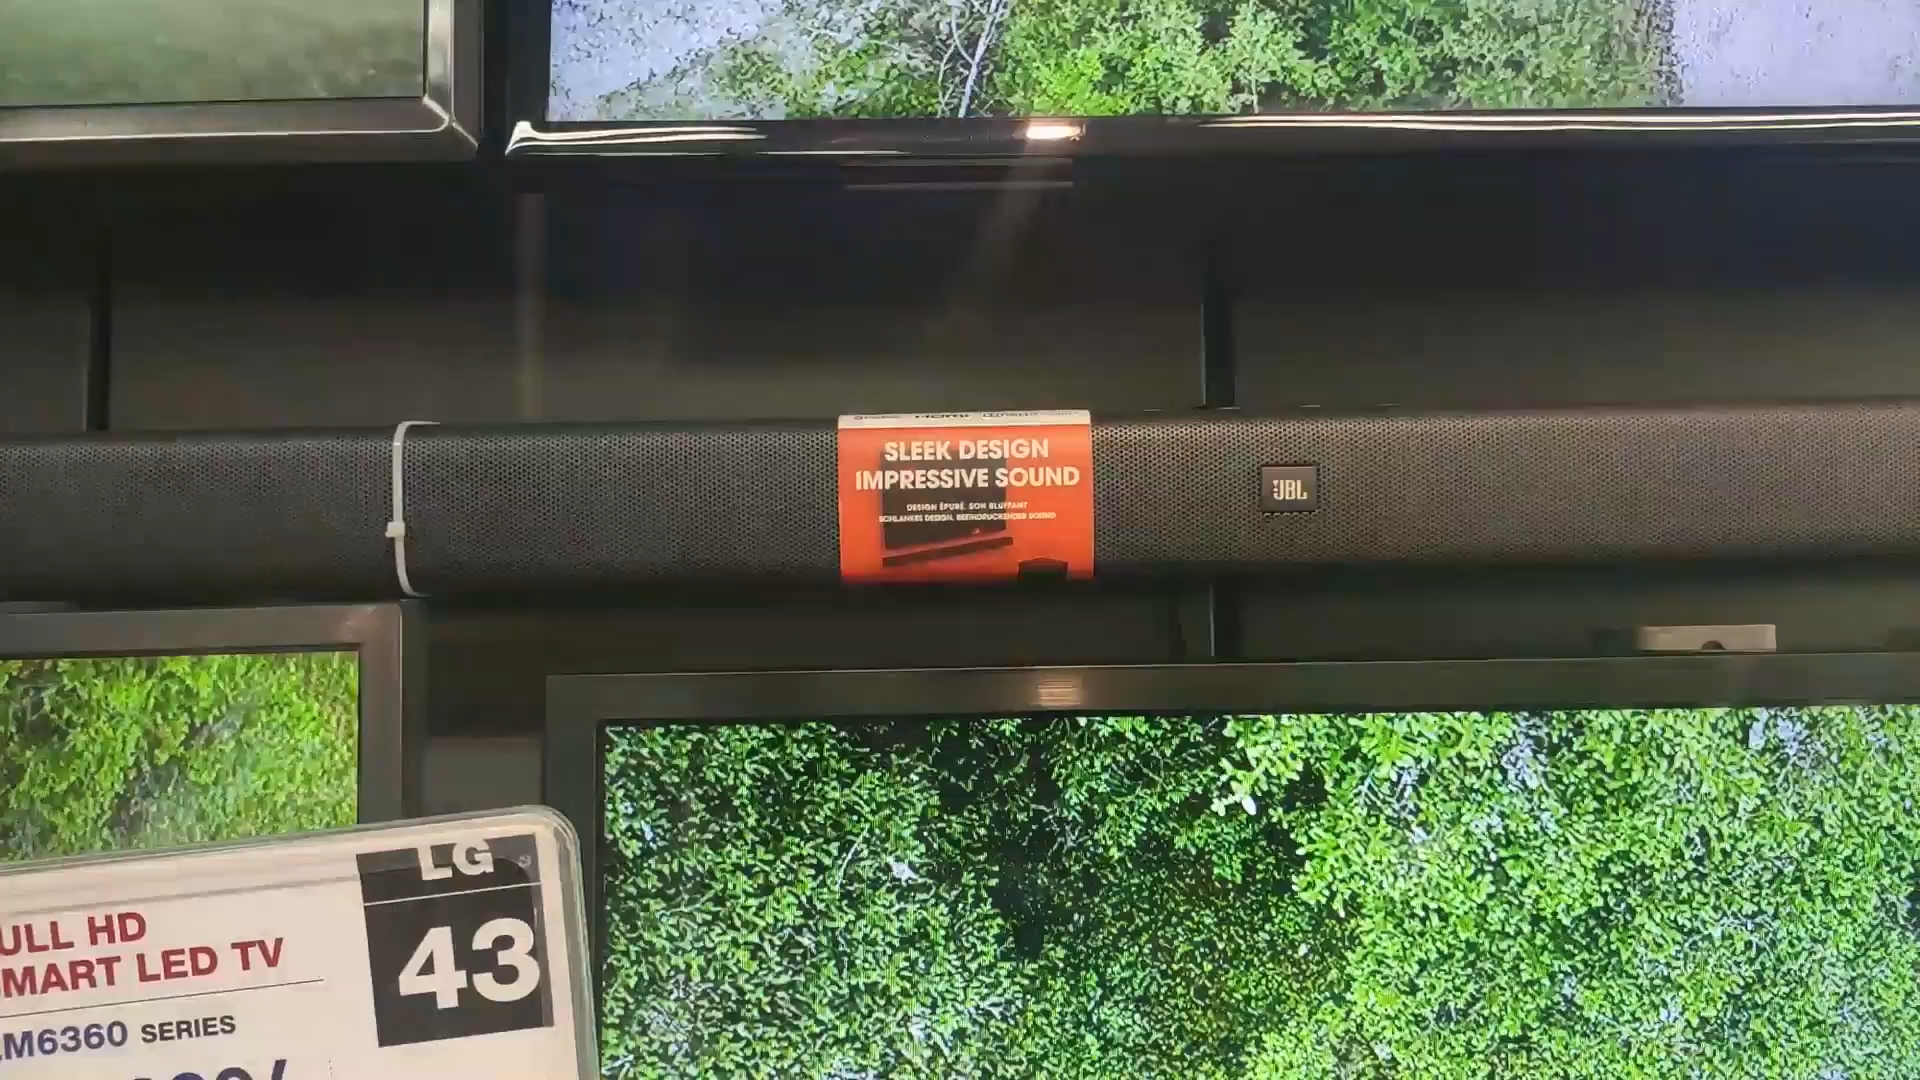 SLEEK DESIGN
IMPRESSIVE SOUND
DESIGN ÉPURÉ. SON BLUFFANT
SCHLANKES DESIGN. BEEINDRUCKENDER SOUND
JBL
LG
43
ULL HD
MART LED TV
LM6360 SERIES